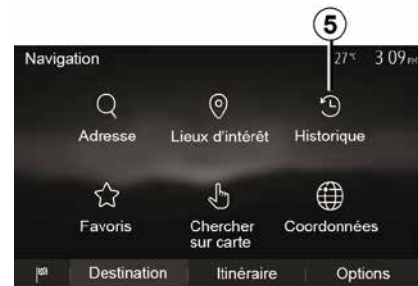 5
Navigation 27°C 3 09 PM
Adresse Lieux d'intérêt Historique
Favoris Chercher sur carte Coordonnées
Destination Itinéraire Options